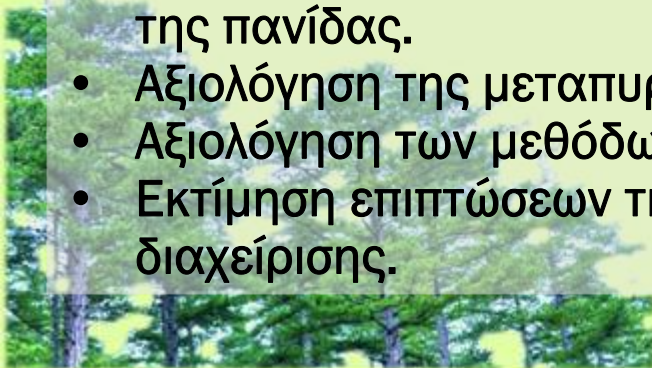 της πανίδας.
• Αξιολόγηση της
• Αξιολόγηση των
• Εκτίμηση επιπτώσεων
διαχείρισης.